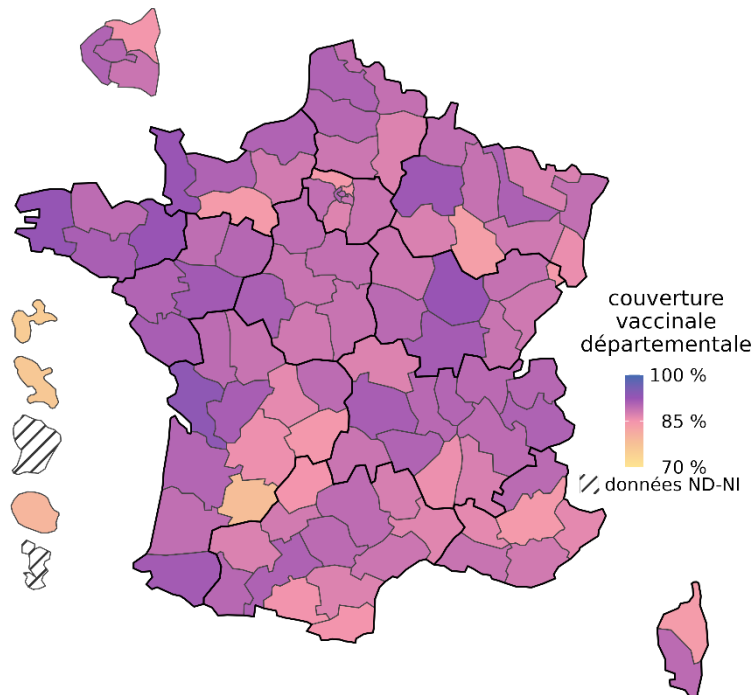 couverture
vaccinale
départementale
100 %
85 %
70 %
données ND-NI